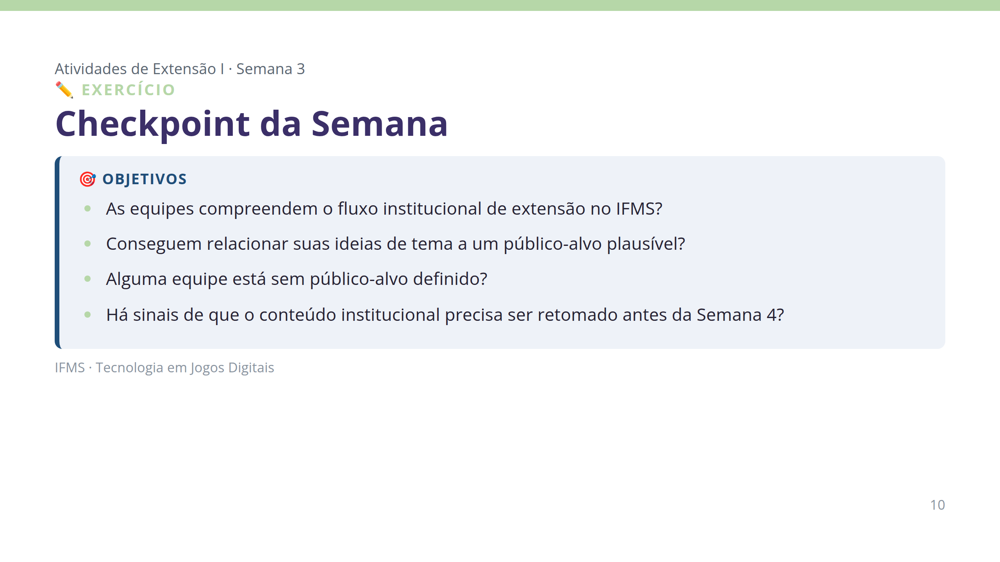 Atividades de Extensão I · Semana 3
✏️ EXERCÍCIO
Checkpoint da Semana
🎯 OBJETIVOS
• As equipes compreendem o fluxo institucional de extensão no IFMS?
• Conseguem relacionar suas ideias de tema a um público-alvo plausível?
• Alguma equipe está sem público-alvo definido?
• Há sinais de que o conteúdo institucional precisa ser retomado antes da Semana 4?
IFMS · Tecnologia em Jogos Digitais
10